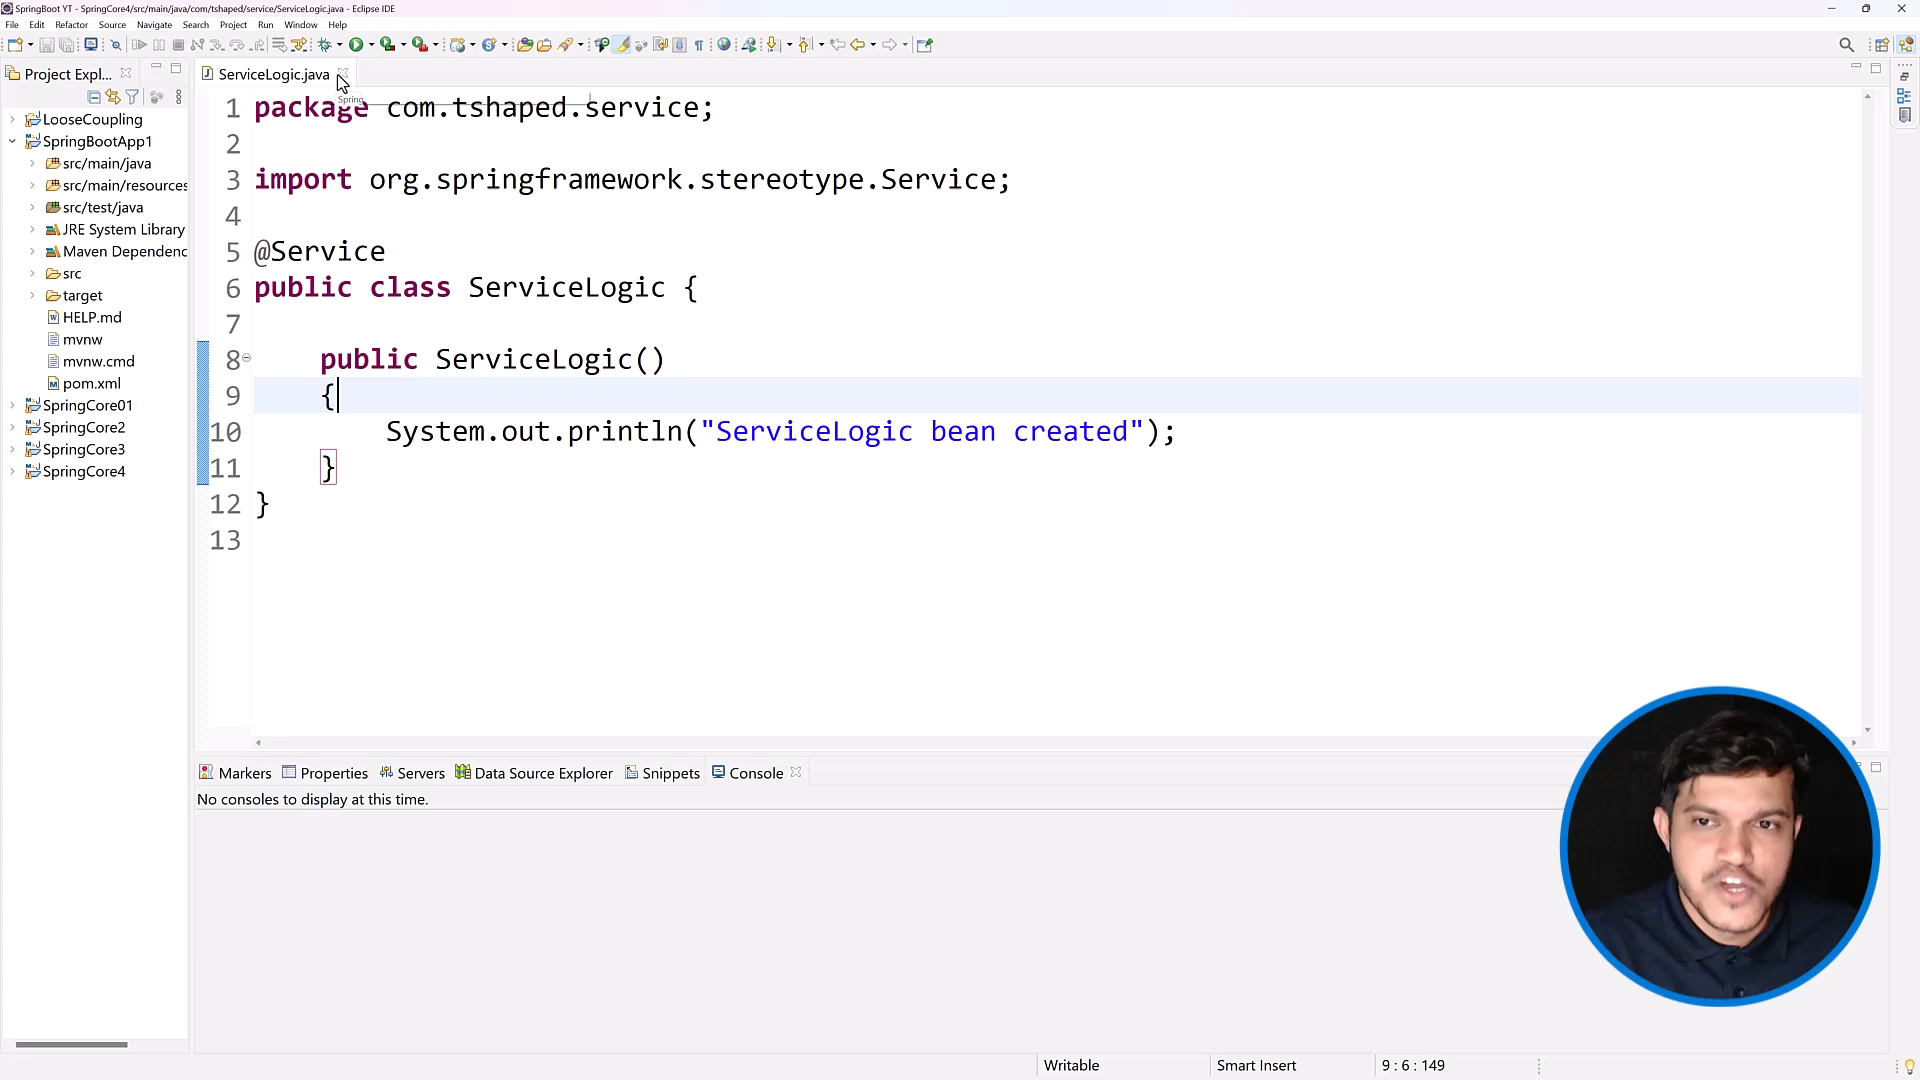 SpringBoot YT - SpringCore4/src/main/java/com/tshaped/service/ServiceLogic.java - Eclipse IDE
File Edit Refactor Source Navigate Search Project Run Window Help
Project Expl...
ServiceLogic.java
Spring
LooseCoupling
SpringBootApp1
src/main/java
src/main/resources
src/test/java
JRE System Library
Maven Dependenc
src
target
HELP.md
mvnw
mvnw.cmd
pom.xml
SpringCore01
SpringCore2
SpringCore3
SpringCore4
1 package com.tshaped.service;
2
3 import org.springframework.stereotype.Service;
4
5 @Service
6 public class ServiceLogic {
7
8 public ServiceLogic()
9 {
10 System.out.println("ServiceLogic bean created");
11 }
12 }
13
Markers Properties Servers Data Source Explorer Snippets Console
No consoles to display at this time.
Writable Smart Insert 9 : 6 : 149